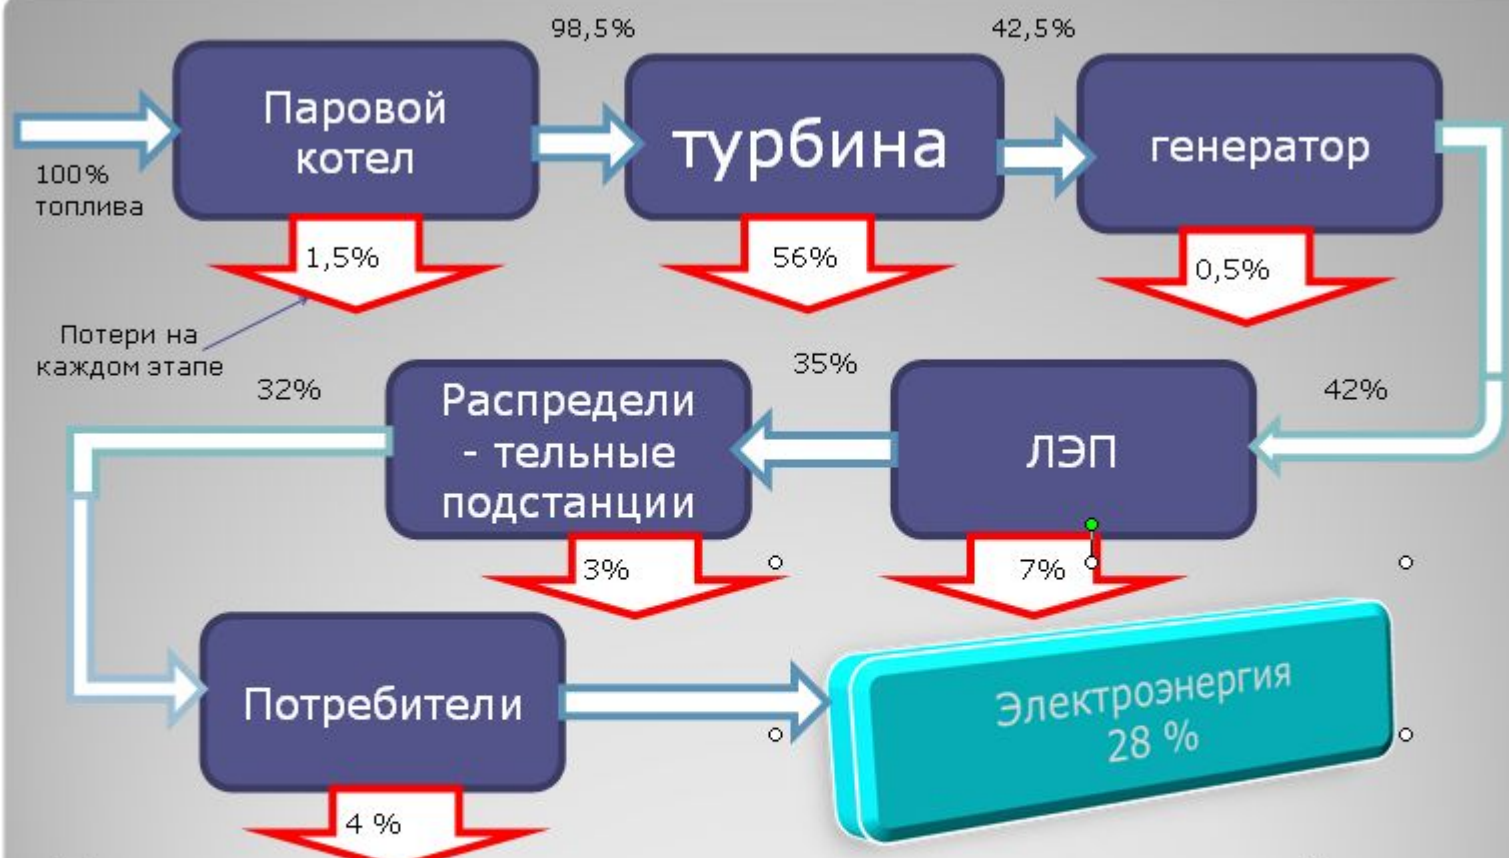 98,5%
42,5%
Паровой
котел
турбина
генератор
100%
топлива
1,5%
56%
0,5%
Потери на
каждом этапе
32%
35%
42%
Распредели
- тельные
подстанции
ЛЭП
3%
7%
Потребители
Электроэнергия
28 %
4 %